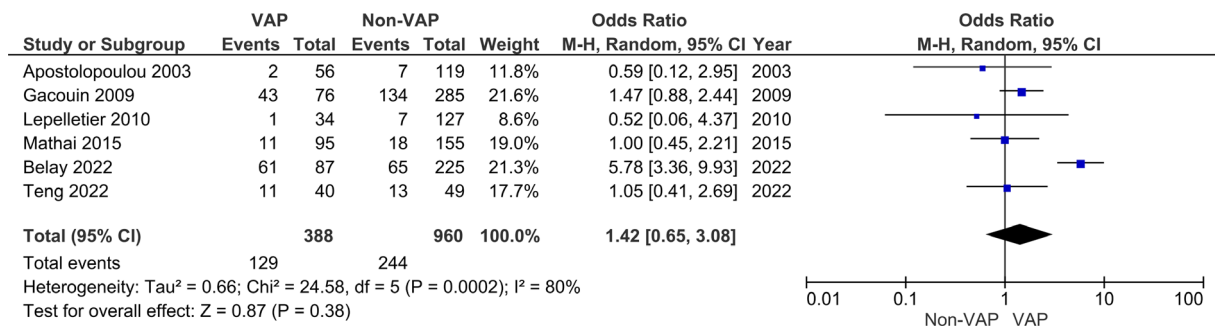 VAP Non-VAP Odds Ratio Odds Ratio
Study or Subgroup Events Total Events Total Weight M-H, Random, 95% CI Year M-H, Random, 95% CI
Apostolopoulou 2003 2 56 7 119 11.8% 0.59 [0.12, 2.95] 2003
Gacouin 2009 43 76 134 285 21.6% 1.47 [0.88, 2.44] 2009
Lepelletier 2010 1 34 7 127 8.6% 0.52 [0.06, 4.37] 2010
Mathai 2015 11 95 18 155 19.0% 1.00 [0.45, 2.21] 2015
Belay 2022 61 87 65 225 21.3% 5.78 [3.36, 9.93] 2022
Teng 2022 11 40 13 49 17.7% 1.05 [0.41, 2.69] 2022
Total (95% CI) 388 960 100.0% 1.42 [0.65, 3.08]
Total events 129 244
Heterogeneity: Tau² = 0.66; Chi² = 24.58, df = 5 (P = 0.0002); I² = 80%
Test for overall effect: Z = 0.87 (P = 0.38)
0.01 0.1 1 10 100
Non-VAP VAP